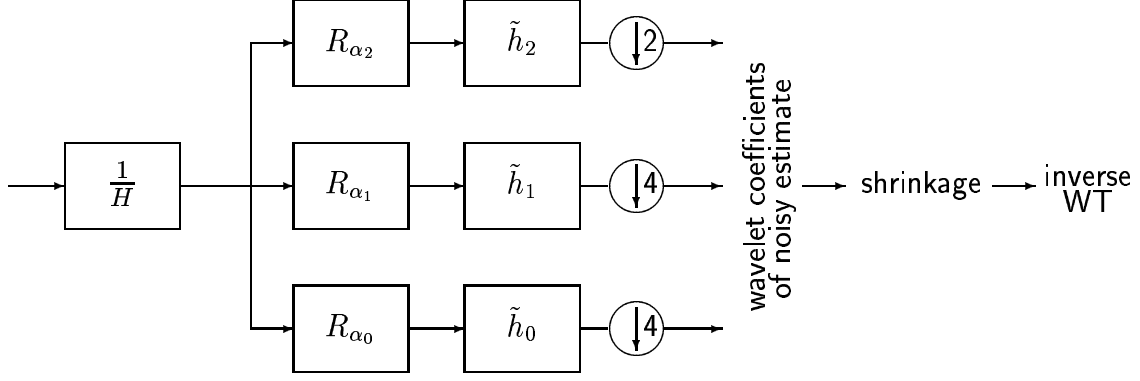 R_{α_2} h̃_2 ↓2
1/H R_{α_1} h̃_1 ↓4
R_{α_0} h̃_0 ↓4
wavelet coefficients
of noisy estimate
shrinkage
inverse
WT